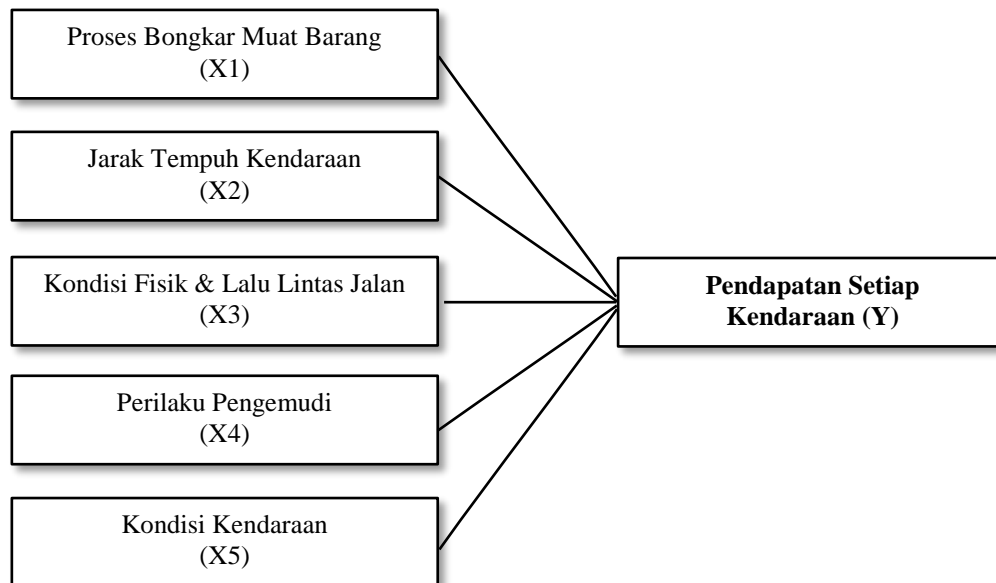 Proses Bongkar Muat Barang
(X1)
Jarak Tempuh Kendaraan
(X2)
Kondisi Fisik & Lalu Lintas Jalan
(X3)
Perilaku Pengemudi
(X4)
Kondisi Kendaraan
(X5)
Pendapatan Setiap
Kendaraan (Y)